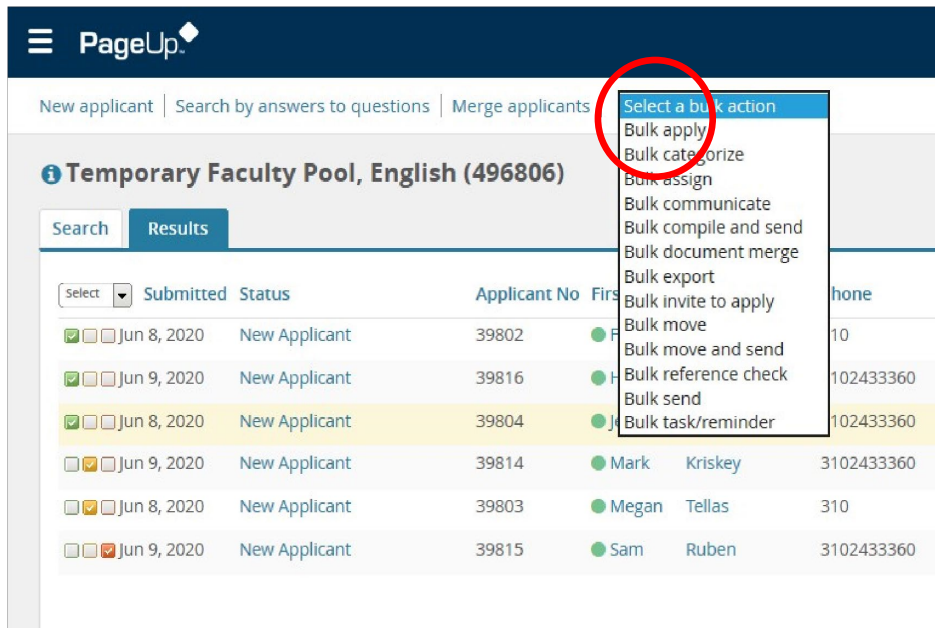 PageUp™
New applicant | Search by answers to questions | Merge applicants
Select a bulk action
Bulk apply
Bulk categorize
Bulk assign
Bulk communicate
Bulk compile and send
Bulk document merge
Bulk export
Bulk invite to apply
Bulk move
Bulk move and send
Bulk reference check
Bulk send
Bulk task/reminder
Temporary Faculty Pool, English (496806)
Search Results
Select Submitted Status Applicant No Firs hone
Jun 8, 2020 New Applicant 39802 F 10
Jun 9, 2020 New Applicant 39816 H 102433360
Jun 8, 2020 New Applicant 39804 Je 102433360
Jun 9, 2020 New Applicant 39814 Mark Kriskey 3102433360
Jun 8, 2020 New Applicant 39803 Megan Tellas 310
Jun 9, 2020 New Applicant 39815 Sam Ruben 3102433360